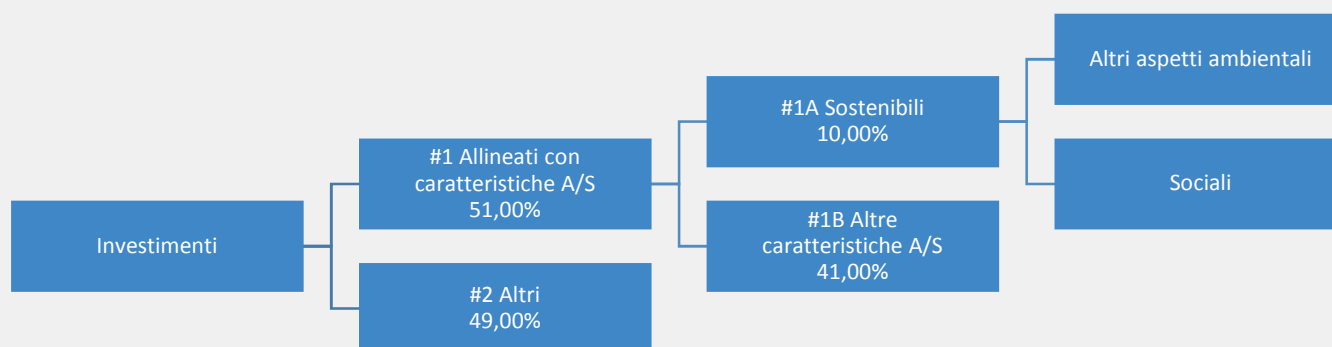 Investimenti
#1 Allineati con
caratteristiche A/S
51,00%
#2 Altri
49,00%
#1A Sostenibili
10,00%
#1B Altre
caratteristiche A/S
41,00%
Altri aspetti ambientali
Sociali